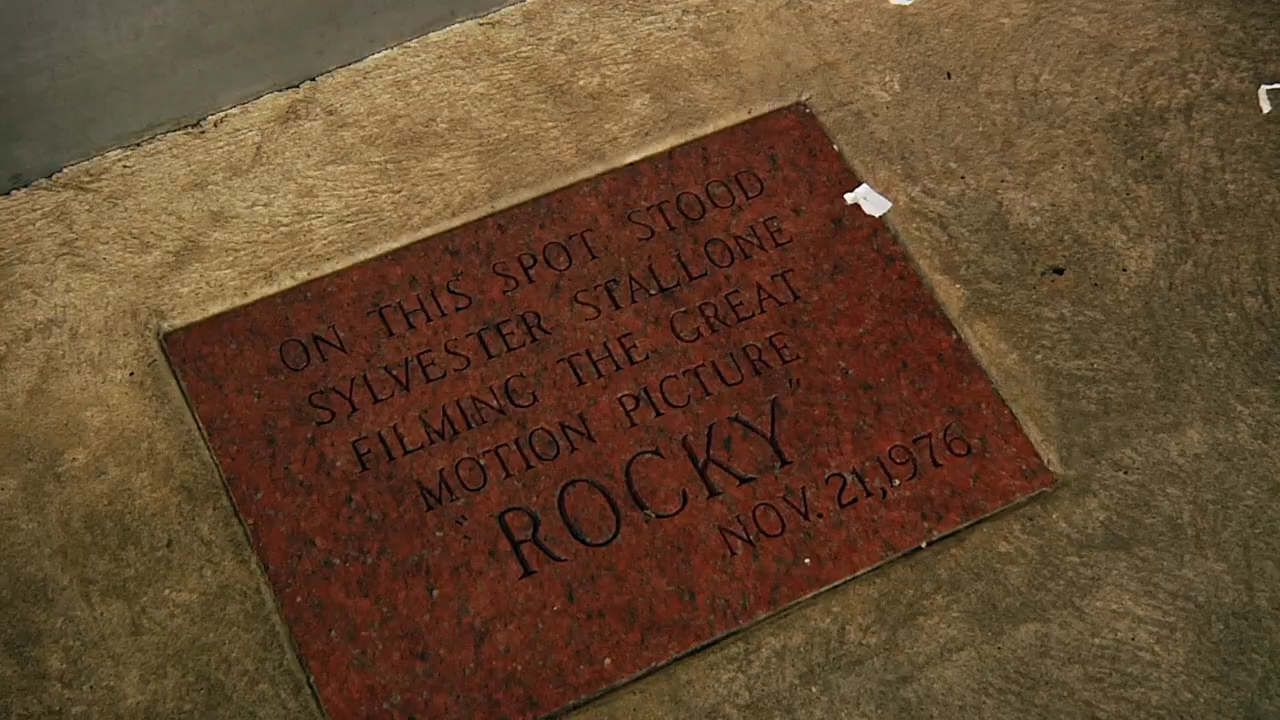 ON THIS SPOT STOOD
SYLVESTER STALLONE
FILMING THE GREAT
MOTION PICTURE
"ROCKY"
NOV. 21, 1976